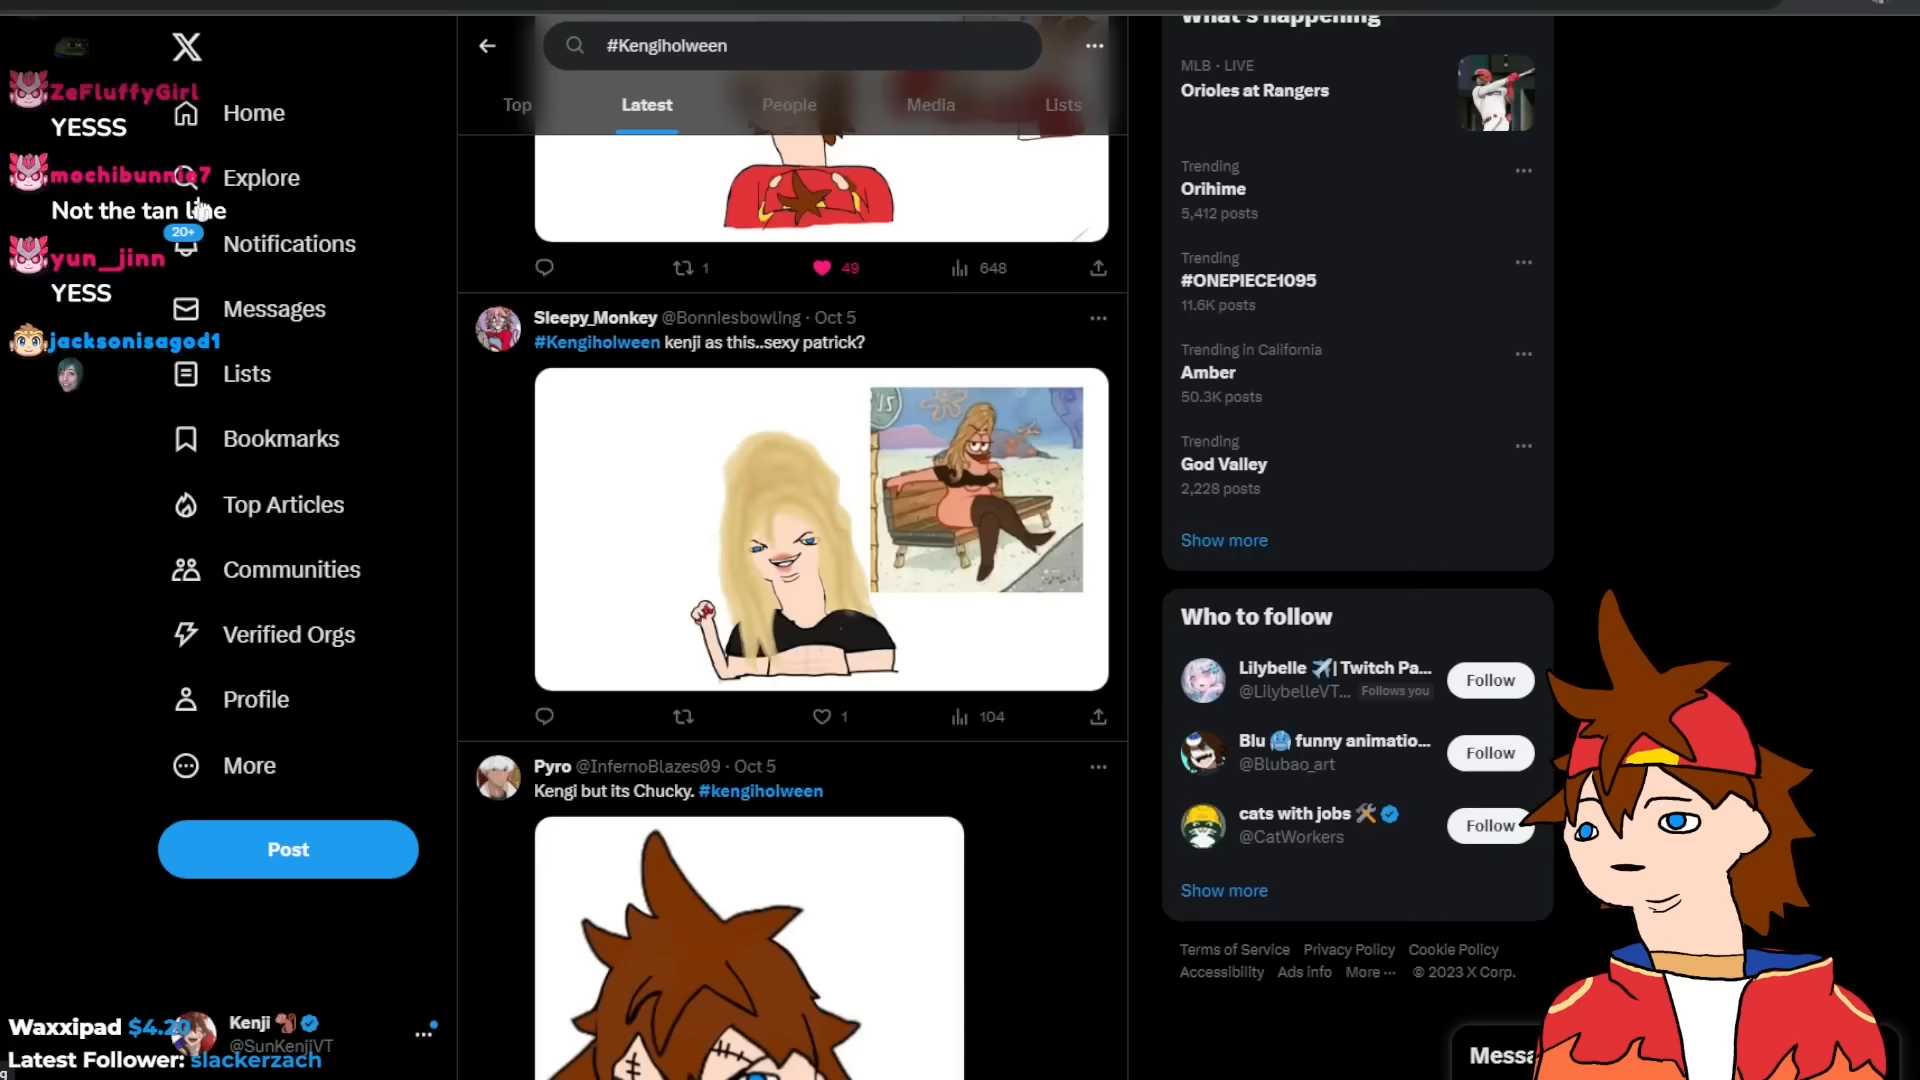 What's happening
#Kengiholween
Top
Latest
People
Media
Lists
ZeFluffyGirl
YESSS
mochibunnie7
Not the tan line
yun__jinn
YESS
jacksonisagod1
Home
Explore
20+
Notifications
Messages
Lists
Bookmarks
Top Articles
Communities
Verified Orgs
Profile
More
Post
Waxxipad $4.20
Latest Follower: slackerzach
Kenji
@SunKenjiVT
1
49
648
Sleepy_Monkey @Bonniesbowling · Oct 5
#Kengiholween kenji as this..sexy patrick?
15
1
104
Pyro @InfernoBlazes09 · Oct 5
Kengi but its Chucky. #kengiholween
MLB · LIVE
Orioles at Rangers
Trending
Orihime
5,412 posts
Trending
#ONEPIECE1095
11.6K posts
Trending in California
Amber
50.3K posts
Trending
God Valley
2,228 posts
Show more
Who to follow
Lilybelle ✈️| Twitch Pa...
@LilybelleVT... Follows you
Follow
Blu 🥶 funny animatio...
@Blubao_art
Follow
cats with jobs 🛠️
@CatWorkers
Follow
Show more
Terms of Service Privacy Policy Cookie Policy
Accessibility Ads info More ··· © 2023 X Corp.
Messa